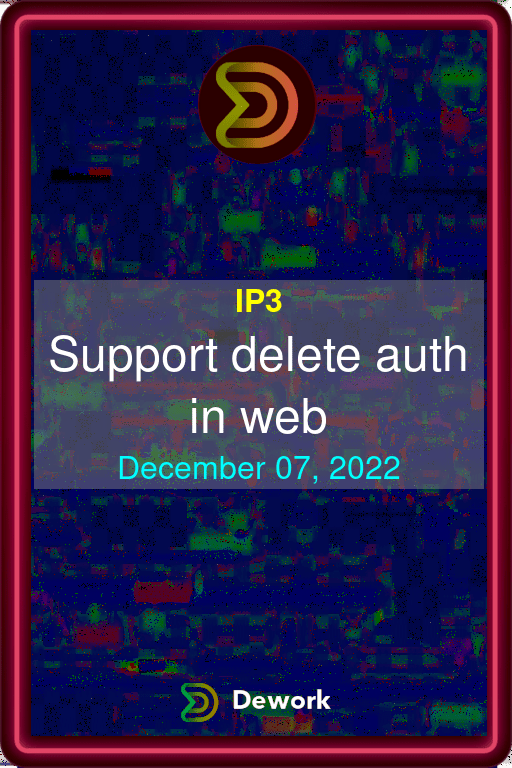 IP3
Support delete auth
in web
December 07, 2022
Dework